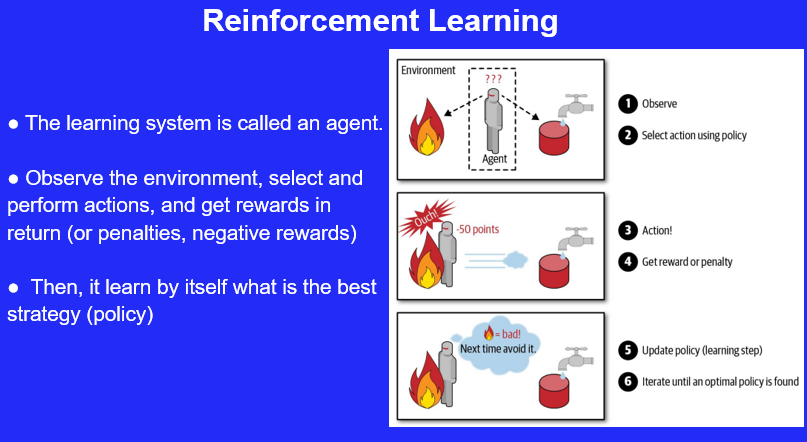 Reinforcement Learning
● The learning system is called an agent.
● Observe the environment, select and
perform actions, and get rewards in
return (or penalties, negative rewards)
● Then, it learn by itself what is the best
strategy (policy)
Environment
???
Agent
1 Observe
2 Select action using policy
Ouch!
-50 points
3 Action!
4 Get reward or penalty
= bad!
Next time avoid it.
5 Update policy (learning step)
6 Iterate until an optimal policy is found